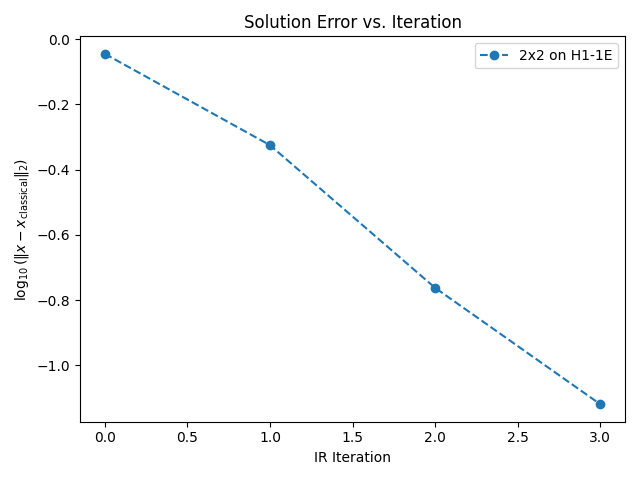 Solution Error vs. Iteration
2x2 on H1-1E
log₁₀(‖x − x_classical‖₂)
0.0
−0.2
−0.4
−0.6
−0.8
−1.0
0.0 0.5 1.0 1.5 2.0 2.5 3.0
IR Iteration